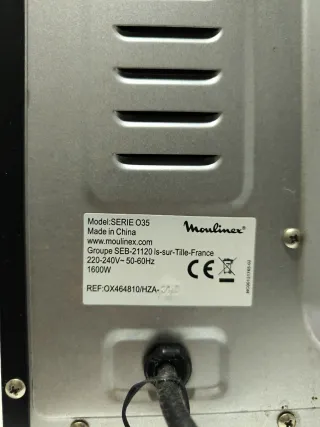 Model:SERIE O35
Moulinex
Made in China
www.moulinex.com
Groupe SEB-21120 Is-sur-Tille-France
220-240V~ 50-60Hz
1600W
CE
REF:OX464810/HZA-